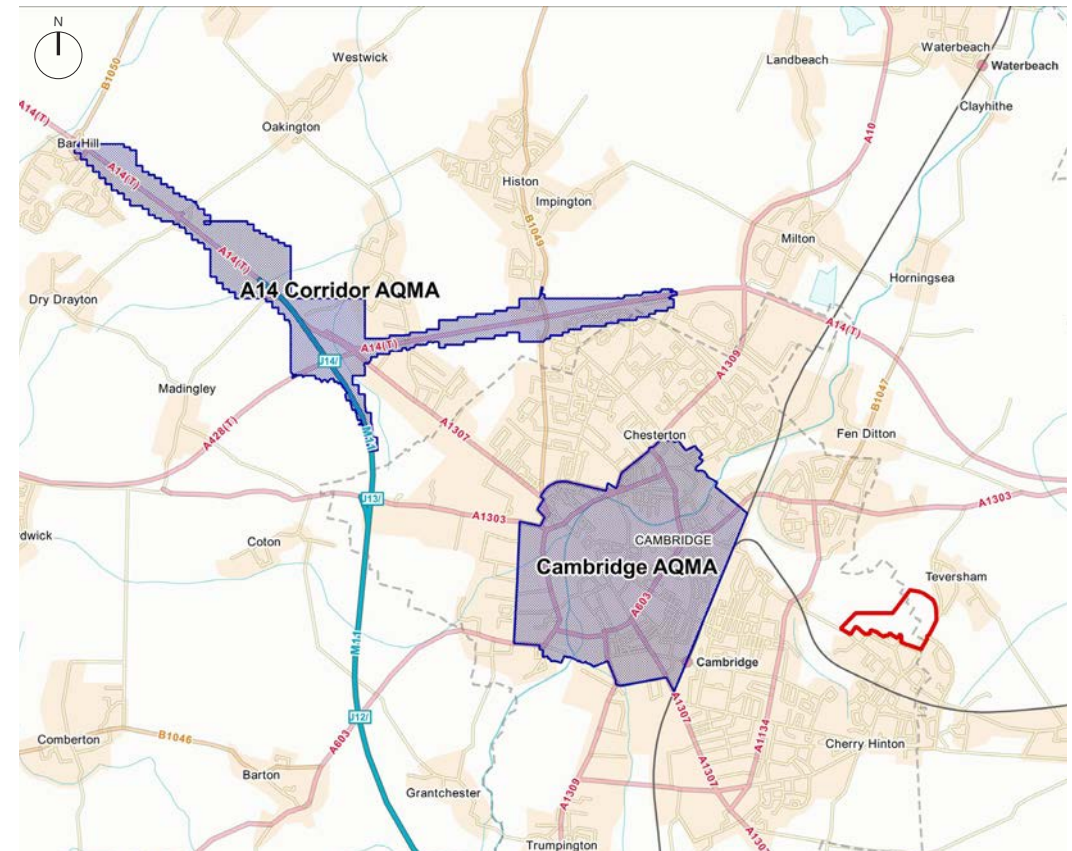 N
Westwick
Landbeach
Waterbeach
Waterbeach
B1050
A14(T)
Clayhithe
Oakington
Bar Hill
A10
A14(T)
Histon
Impington
B1049
Milton
A14(T)
Horningsea
A14 Corridor AQMA
Dry Drayton
A14(T)
A14(T)
J14/
A1309
Madingley
B1047
A428(T)
A1307
M11
Chesterton
Fen Ditton
J13/
A1303
A1303
dwick
Coton
CAMBRIDGE
Cambridge AQMA
Teversham
A603
M11
Cambridge
J12/
A1307
A1134
Comberton
B1046
A603
Cherry Hinton
Barton
A1307
Grantchester
A1309
Trumpington
A1307